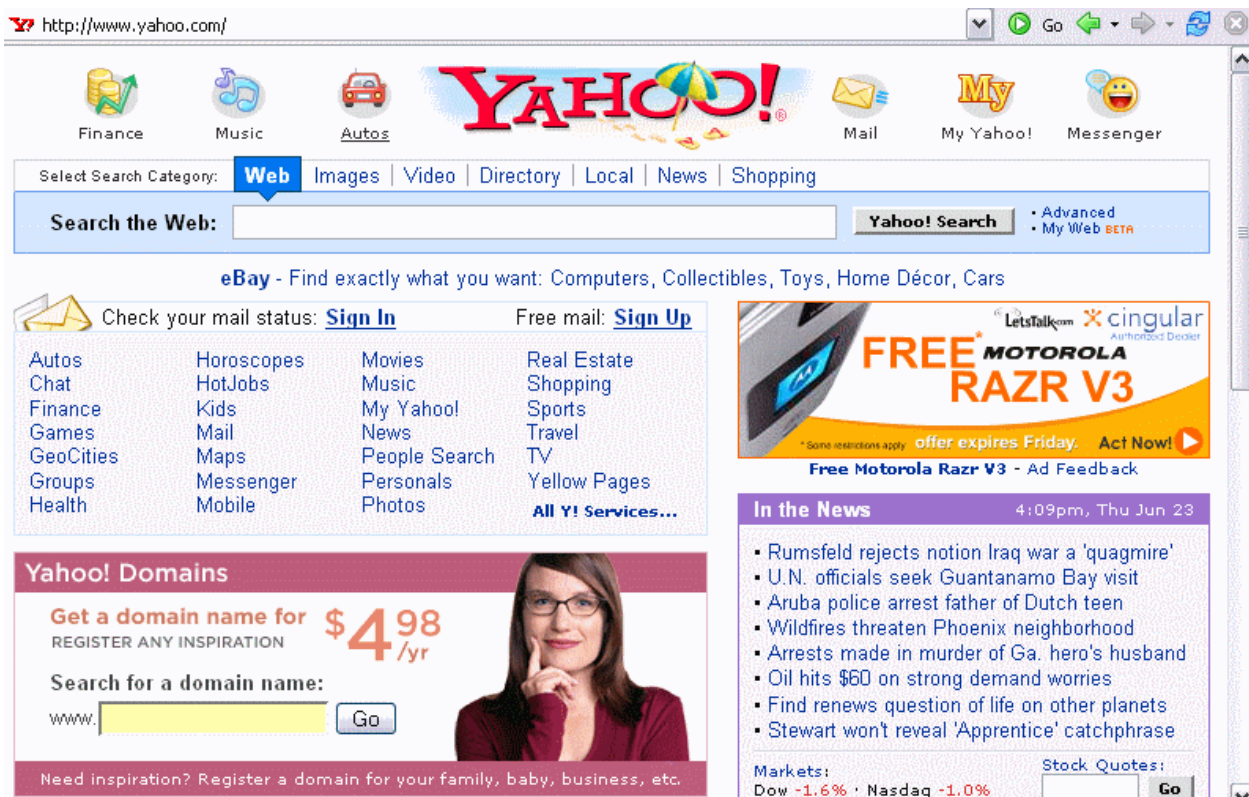 http://www.yahoo.com/
Go
Finance
Music
Autos
YAHOO!
Mail
My
My Yahoo!
Messenger
Select Search Category: Web Images | Video | Directory | Local | News | Shopping
Search the Web:
Yahoo! Search
· Advanced
· My Web BETA
eBay - Find exactly what you want: Computers, Collectibles, Toys, Home Décor, Cars
Check your mail status: Sign In
Free mail: Sign Up
Autos Horoscopes Movies Real Estate
Chat HotJobs Music Shopping
Finance Kids My Yahoo! Sports
Games Mail News Travel
GeoCities Maps People Search TV
Groups Messenger Personals Yellow Pages
Health Mobile Photos All Y! Services...
LetsTalk.com cingular
Authorized Dealer
FREE* MOTOROLA
RAZR V3
* Some restrictions apply offer expires Friday. Act Now!
Free Motorola Razr V3 - Ad Feedback
Yahoo! Domains
Get a domain name for $4.98/yr
REGISTER ANY INSPIRATION
Search for a domain name:
www.
Go
Need inspiration? Register a domain for your family, baby, business, etc.
In the News 4:09pm, Thu Jun 23
• Rumsfeld rejects notion Iraq war a 'quagmire'
• U.N. officials seek Guantanamo Bay visit
• Aruba police arrest father of Dutch teen
• Wildfires threaten Phoenix neighborhood
• Arrests made in murder of Ga. hero's husband
• Oil hits $60 on strong demand worries
• Find renews question of life on other planets
• Stewart won't reveal 'Apprentice' catchphrase
Markets:
Dow -1.6% · Nasdaq -1.0%
Stock Quotes:
Go